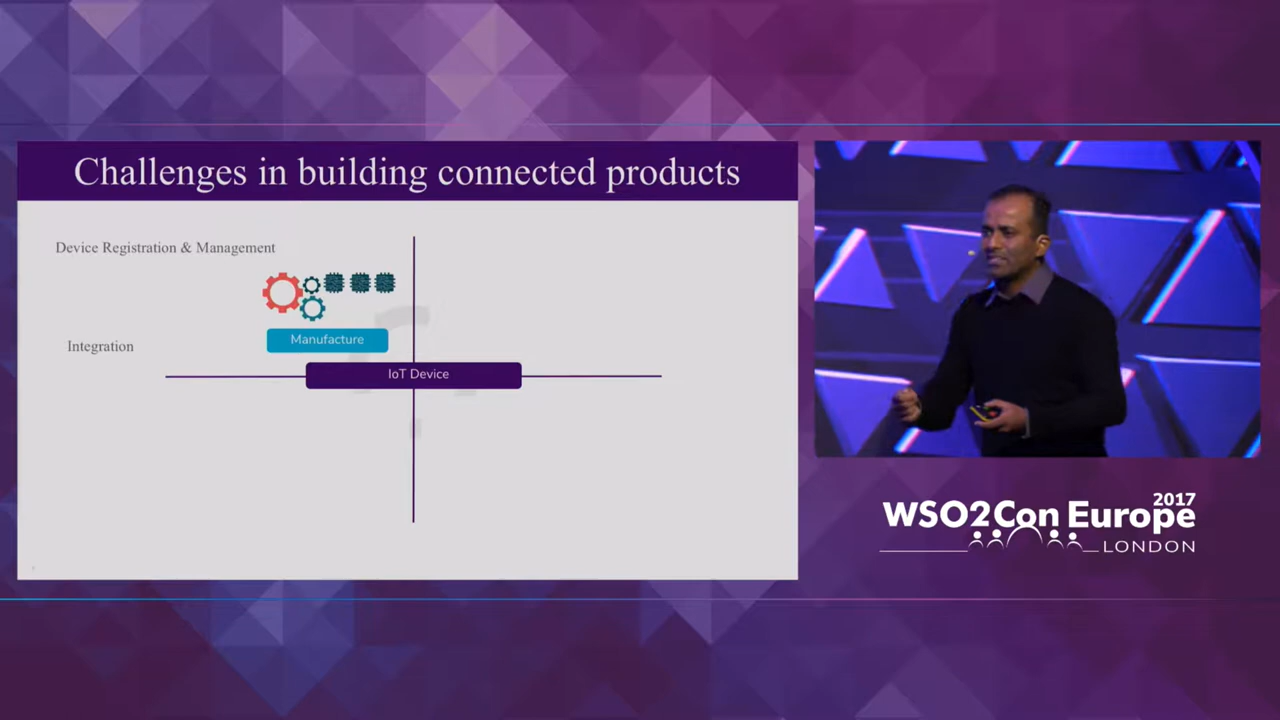 Challenges in building connected products
Device Registration & Management
Manufacture
Integration
IoT Device
2017
WSO2Con Europe
LONDON